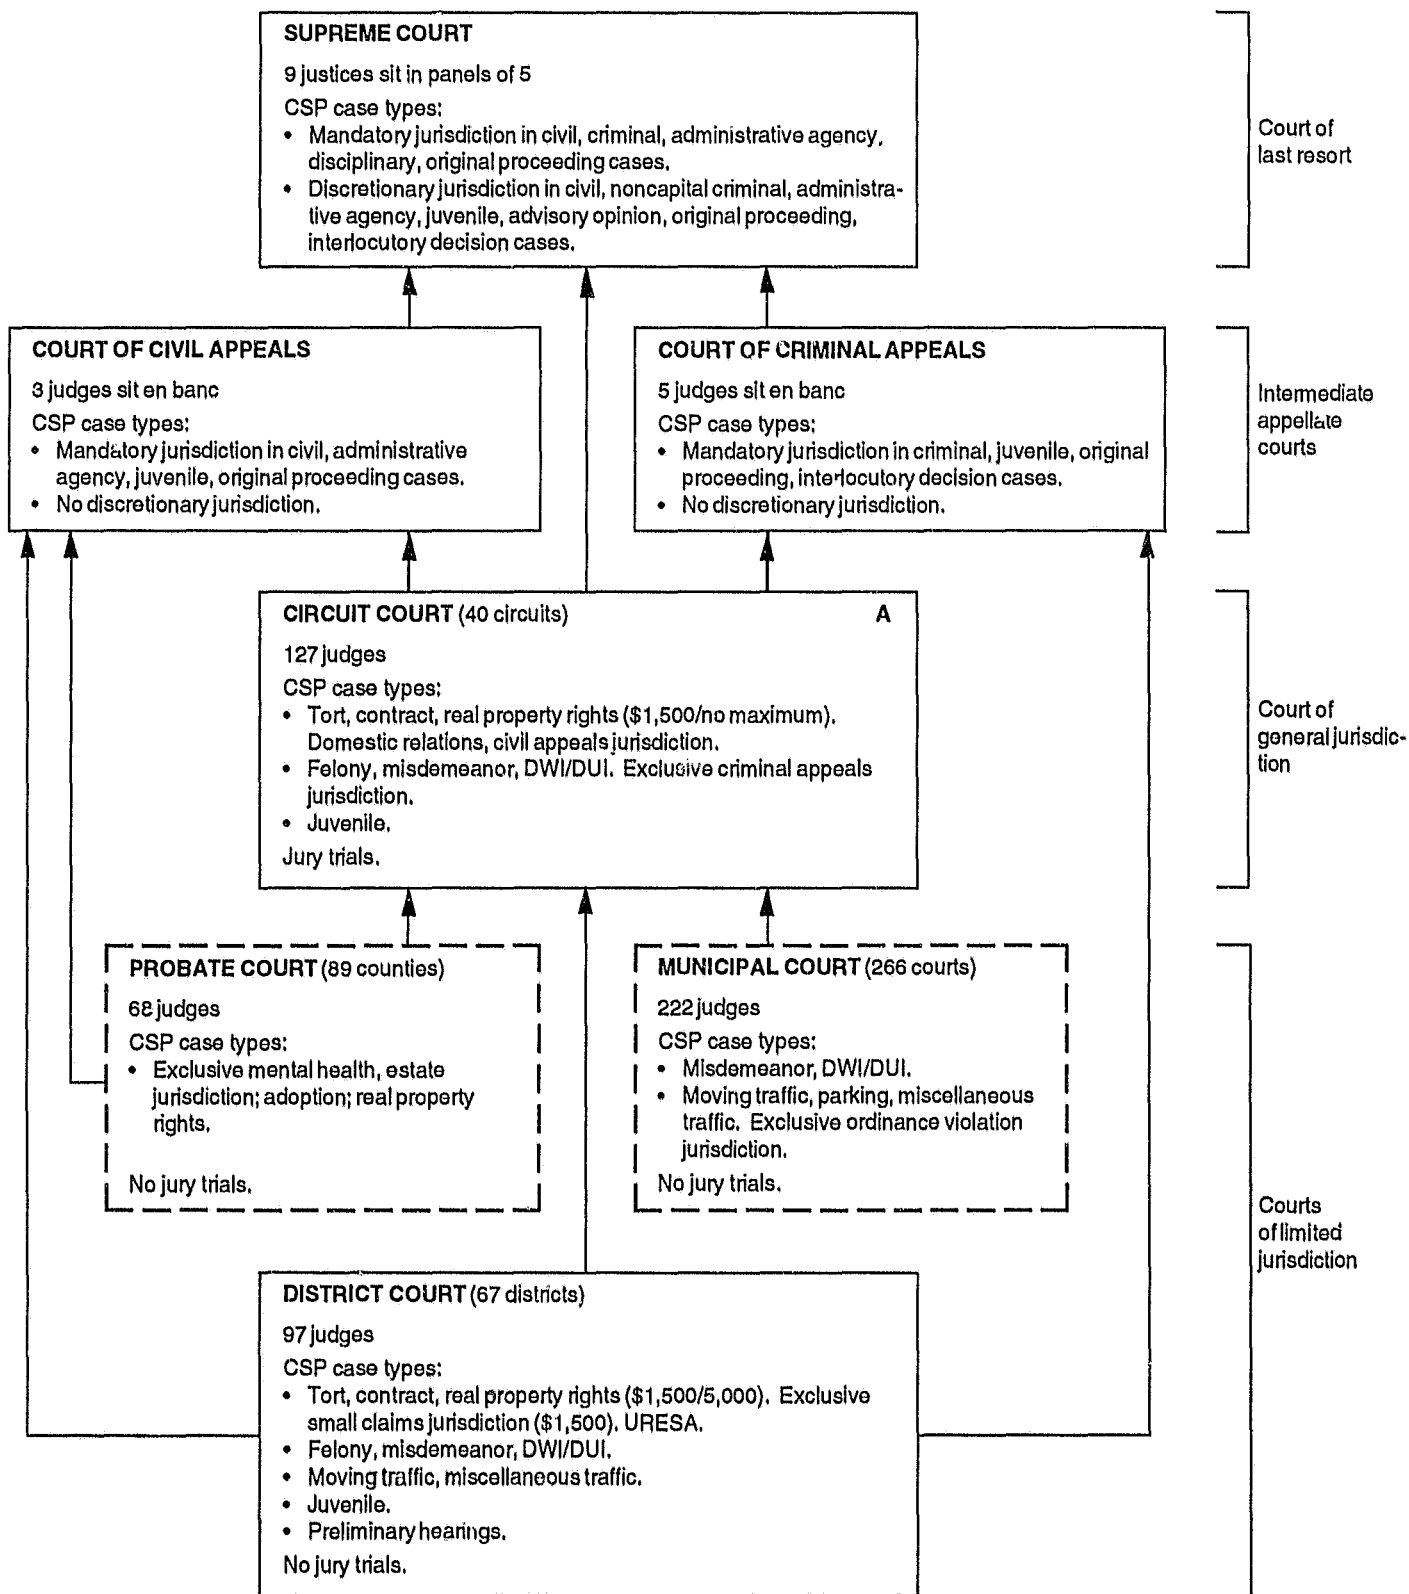 SUPREME COURT
9 justices sit in panels of 5
CSP case types:
• Mandatory jurisdiction in civil, criminal, administrative agency,
disciplinary, original proceeding cases.
• Discretionary jurisdiction in civil, noncapital criminal, administra-
tive agency, juvenile, advisory opinion, original proceeding,
interlocutory decision cases.
Court of
last resort
COURT OF CIVIL APPEALS
3 judges sit en banc
CSP case types:
• Mandatory jurisdiction in civil, administrative
agency, juvenile, original proceeding cases.
• No discretionary jurisdiction.
COURT OF CRIMINAL APPEALS
5 judges sit en banc
CSP case types:
• Mandatory jurisdiction in criminal, juvenile, original
proceeding, interlocutory decision cases.
• No discretionary jurisdiction.
Intermediate
appellate
courts
CIRCUIT COURT (40 circuits) A
127 judges
CSP case types:
• Tort, contract, real property rights ($1,500/no maximum).
Domestic relations, civil appeals jurisdiction.
• Felony, misdemeanor, DWI/DUI. Exclusive criminal appeals
jurisdiction.
• Juvenile.
Jury trials.
Court of
general jurisdic-
tion
PROBATE COURT (89 counties)
68 judges
CSP case types:
• Exclusive mental health, estate
jurisdiction; adoption; real property
rights.
No jury trials.
MUNICIPAL COURT (266 courts)
222 judges
CSP case types:
• Misdemeanor, DWI/DUI.
• Moving traffic, parking, miscellaneous
traffic. Exclusive ordinance violation
jurisdiction.
No jury trials.
Courts
of limited
jurisdiction
DISTRICT COURT (67 districts)
97 judges
CSP case types:
• Tort, contract, real property rights ($1,500/5,000). Exclusive
small claims jurisdiction ($1,500). URESA.
• Felony, misdemeanor, DWI/DUI.
• Moving traffic, miscellaneous traffic.
• Juvenile.
• Preliminary hearings.
No jury trials.